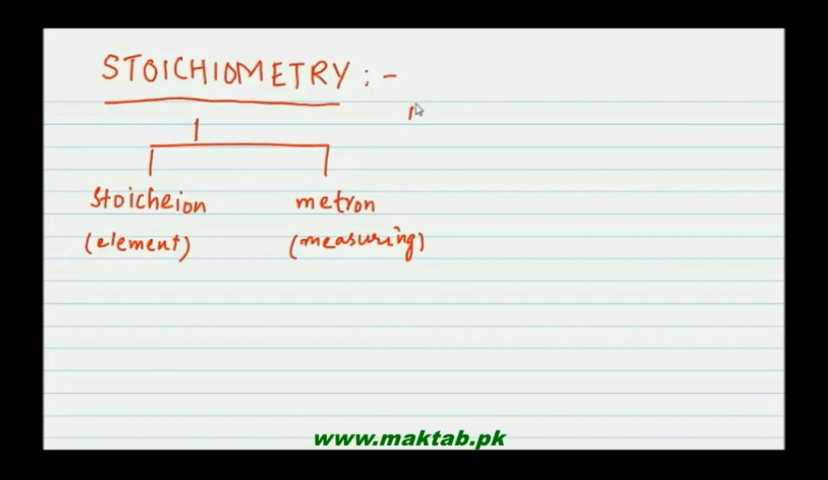 STOICHIOMETRY : -
Stoicheion metron
(element) (measuring)
www.maktab.pk